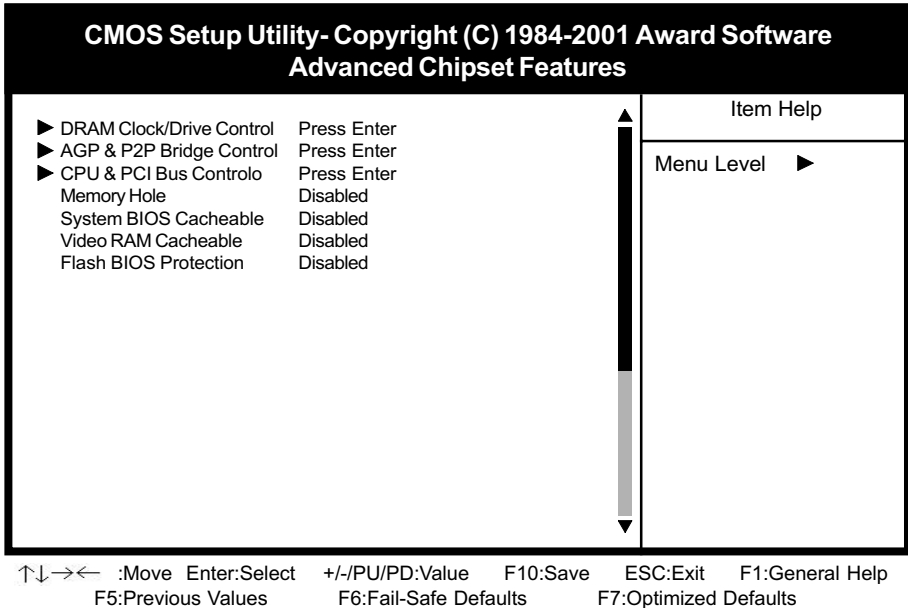 CMOS Setup Utility- Copyright (C) 1984-2001 Award Software
Advanced Chipset Features
Item Help
▶ DRAM Clock/Drive Control Press Enter
▶ AGP & P2P Bridge Control Press Enter
▶ CPU & PCI Bus Controlo Press Enter
Memory Hole Disabled
System BIOS Cacheable Disabled
Video RAM Cacheable Disabled
Flash BIOS Protection Disabled
Menu Level ▶
↑↓→← :Move Enter:Select +/-/PU/PD:Value F10:Save ESC:Exit F1:General Help
F5:Previous Values F6:Fail-Safe Defaults F7:Optimized Defaults